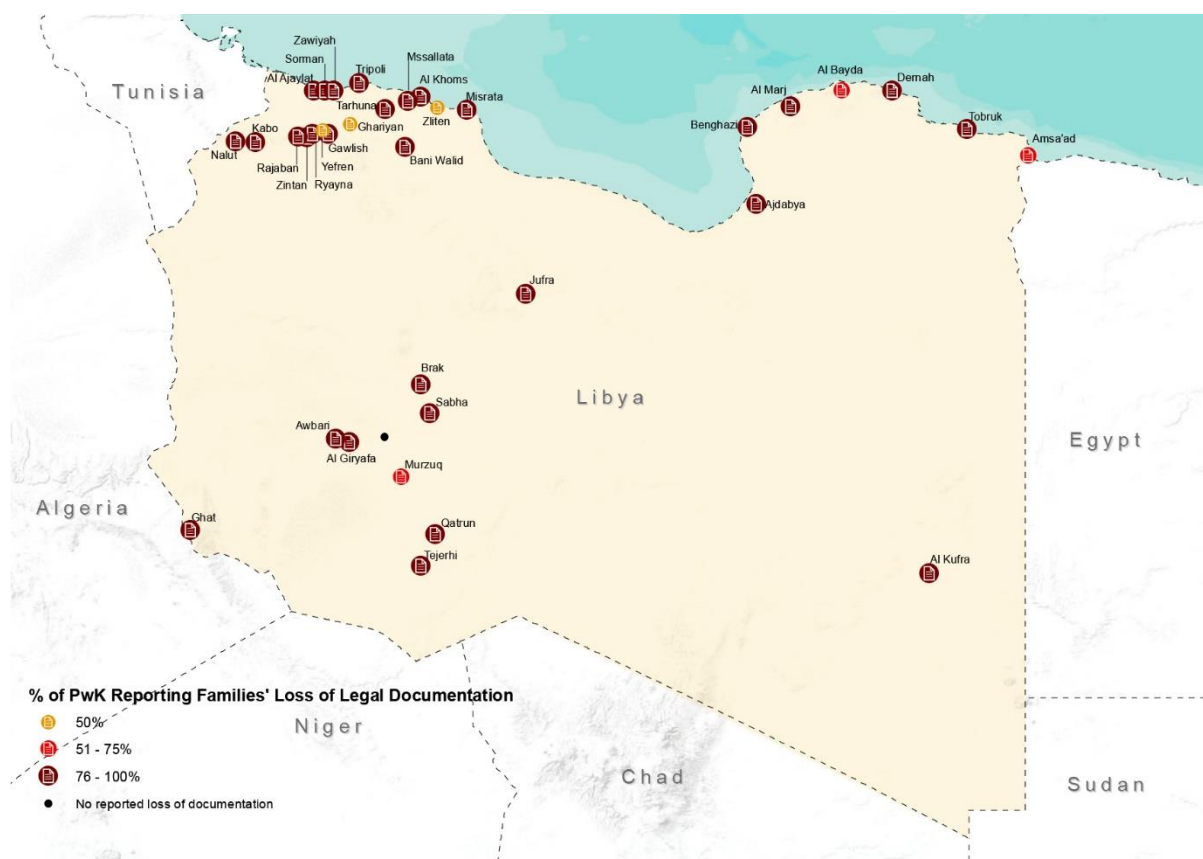 Zawiyah
Sorman
Al Ajaylat
Tripoli
Mssallata
Al Khoms
Tarhuna
Misrata
Zliten
Ghariyan
Gawlish
Kabo
Nalut
Bani Walid
Rajaban
Yefren
Zintan
Ryayna
Al Bayda
Dernah
Al Marj
Benghazi
Tobruk
Amsa'ad
Ajdabya
Tunisia
Jufra
Brak
Libya
Sabha
Awbari
Al Giryafa
Egypt
Murzuq
Algeria
Ghat
Qatrun
Tejerhi
Al Kufra
% of PwK Reporting Families' Loss of Legal Documentation
50%
51 - 75%
76 - 100%
No reported loss of documentation
Niger
Chad
Sudan